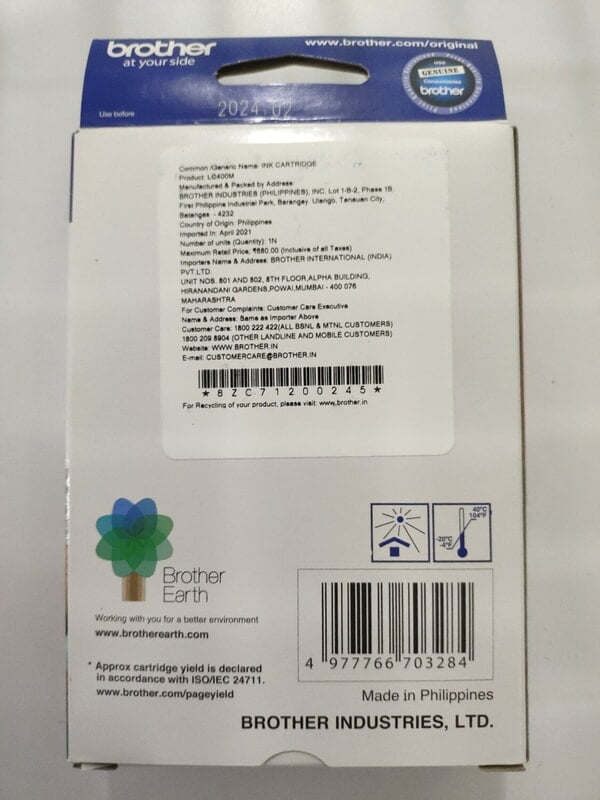 brother
at your side
www.brother.com/original
USE
GENUINE
Consumables
brother
Use before
2024.02
Common /Generic Name: INK CARTRIDGE
Product: LC400M
Manufactured & Packed by Address:
BROTHER INDUSTRIES (PHILIPPINES), INC. Lot 1-B-2, Phase 1B,
First Philippine Industrial Park, Barangay, Ulango, Tanauan City,
Batangas - 4232
Country of Origin: Philippines
Imported In: April 2021
Number of units (Quantity): 1N
Maximum Retail Price: ₹680.00 (Inclusive of all Taxes)
Importers Name & Address: BROTHER INTERNATIONAL (INDIA)
PVT.LTD.
UNIT NOS. 801 AND 802, 8TH FLOOR,ALPHA BUILDING,
HIRANANDANI GARDENS,POWAI,MUMBAI - 400 076
MAHARASHTRA
For Customer Complaints: Customer Care Executive
Name & Address: Same as Importer Above
Customer Care: 1800 222 422(ALL BSNL & MTNL CUSTOMERS)
1800 209 8904 (OTHER LANDLINE AND MOBILE CUSTOMERS)
Website: WWW.BROTHER.IN
E-mail: CUSTOMERCARE@BROTHER.IN
*8ZC71200245*
For Recycling of your product, please visit: www.brother.in
40°C
104°F
-20°C
-4°F
Brother
Earth
Working with you for a better environment
www.brotherearth.com
* Approx cartridge yield is declared
in accordance with ISO/IEC 24711.
www.brother.com/pageyield
4 977766 703284
Made in Philippines
BROTHER INDUSTRIES, LTD.